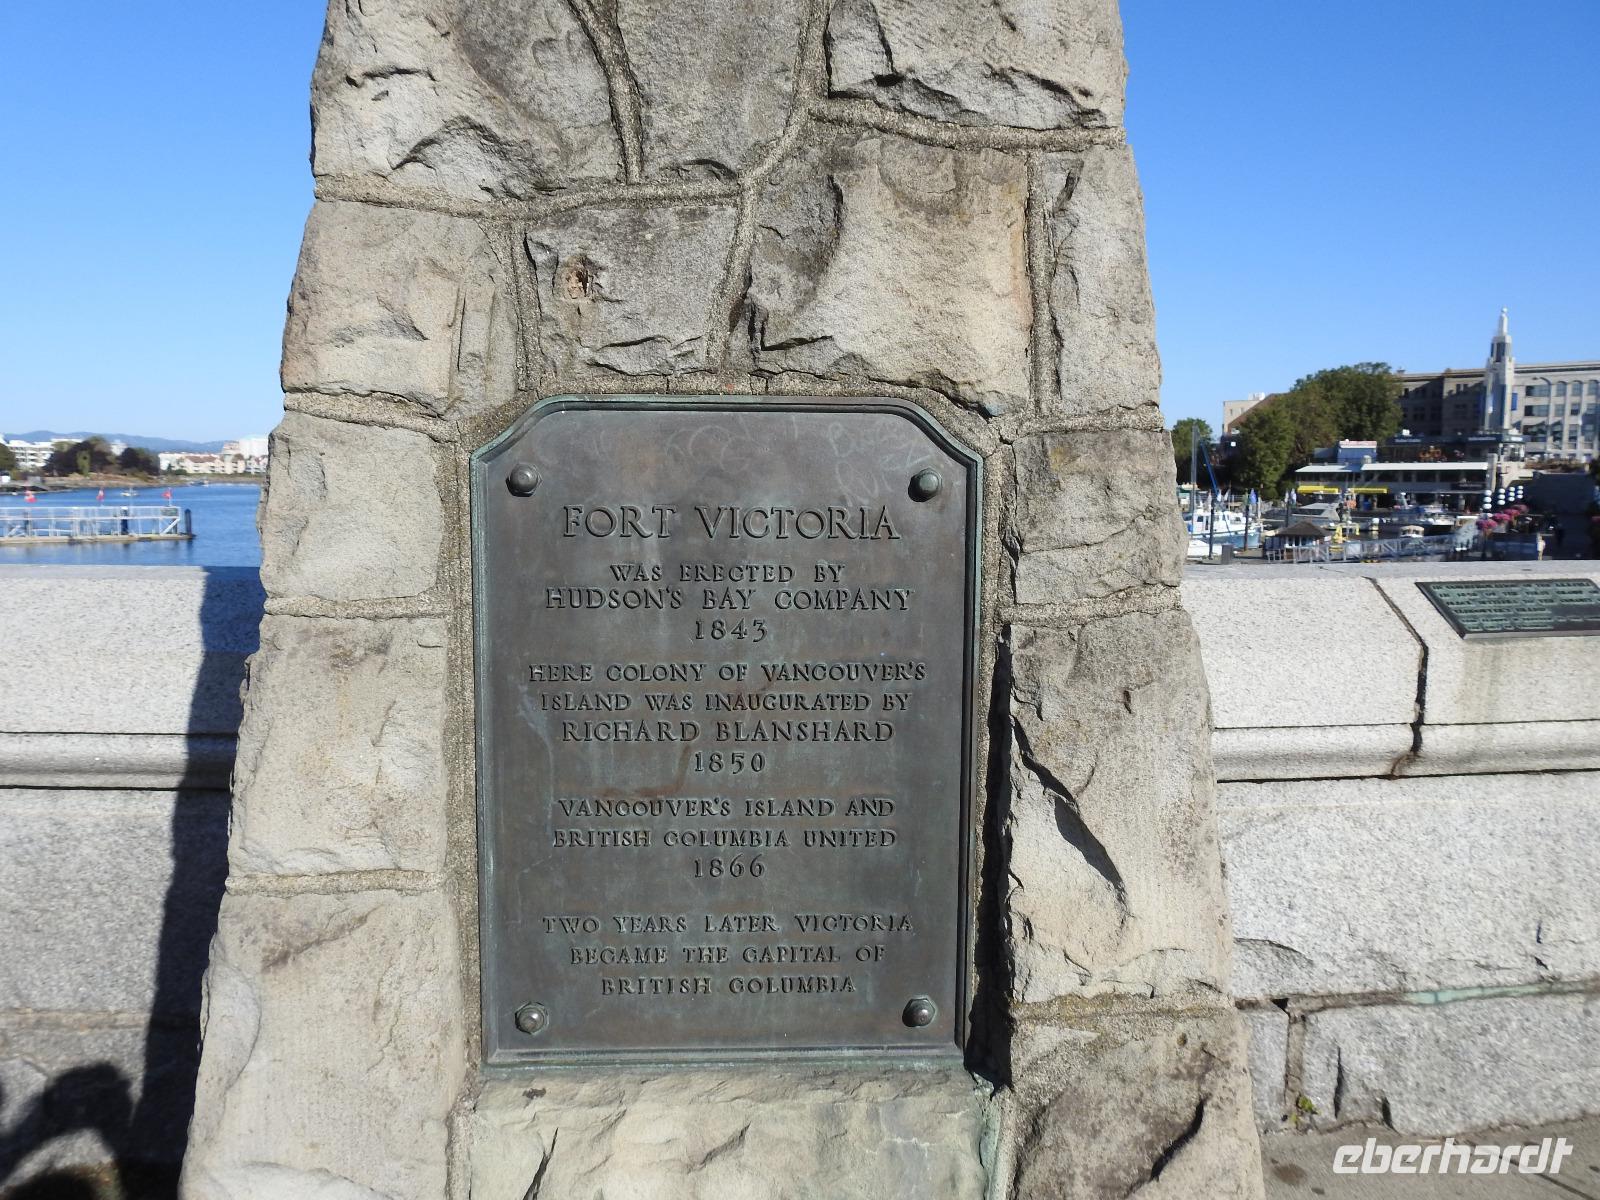 FORT VICTORIA
WAS ERECTED BY
HUDSON'S BAY COMPANY
1843
HERE COLONY OF VANCOUVER'S
ISLAND WAS INAUGURATED BY
RICHARD BLANSHARD
1850
VANCOUVER'S ISLAND AND
BRITISH COLUMBIA UNITED
1866
TWO YEARS LATER VICTORIA
BECAME THE CAPITAL OF
BRITISH COLUMBIA
eberhardt